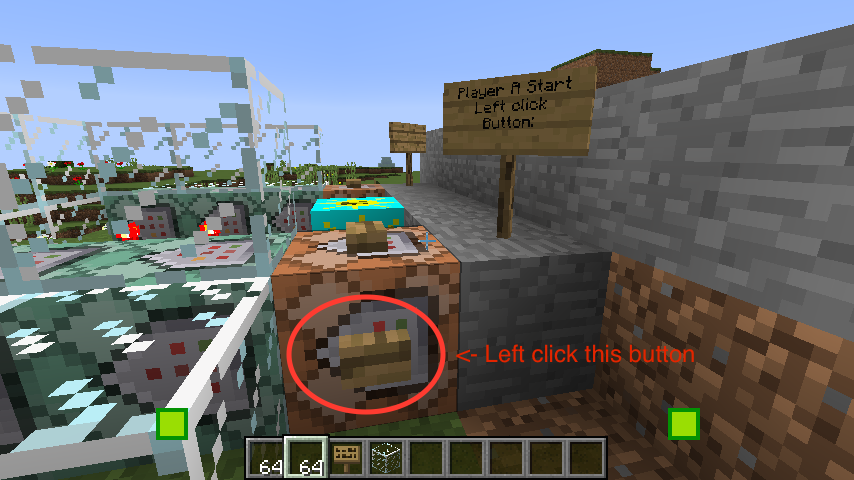 Player A Start
Left click
Button:
<- Left click this button
64
64